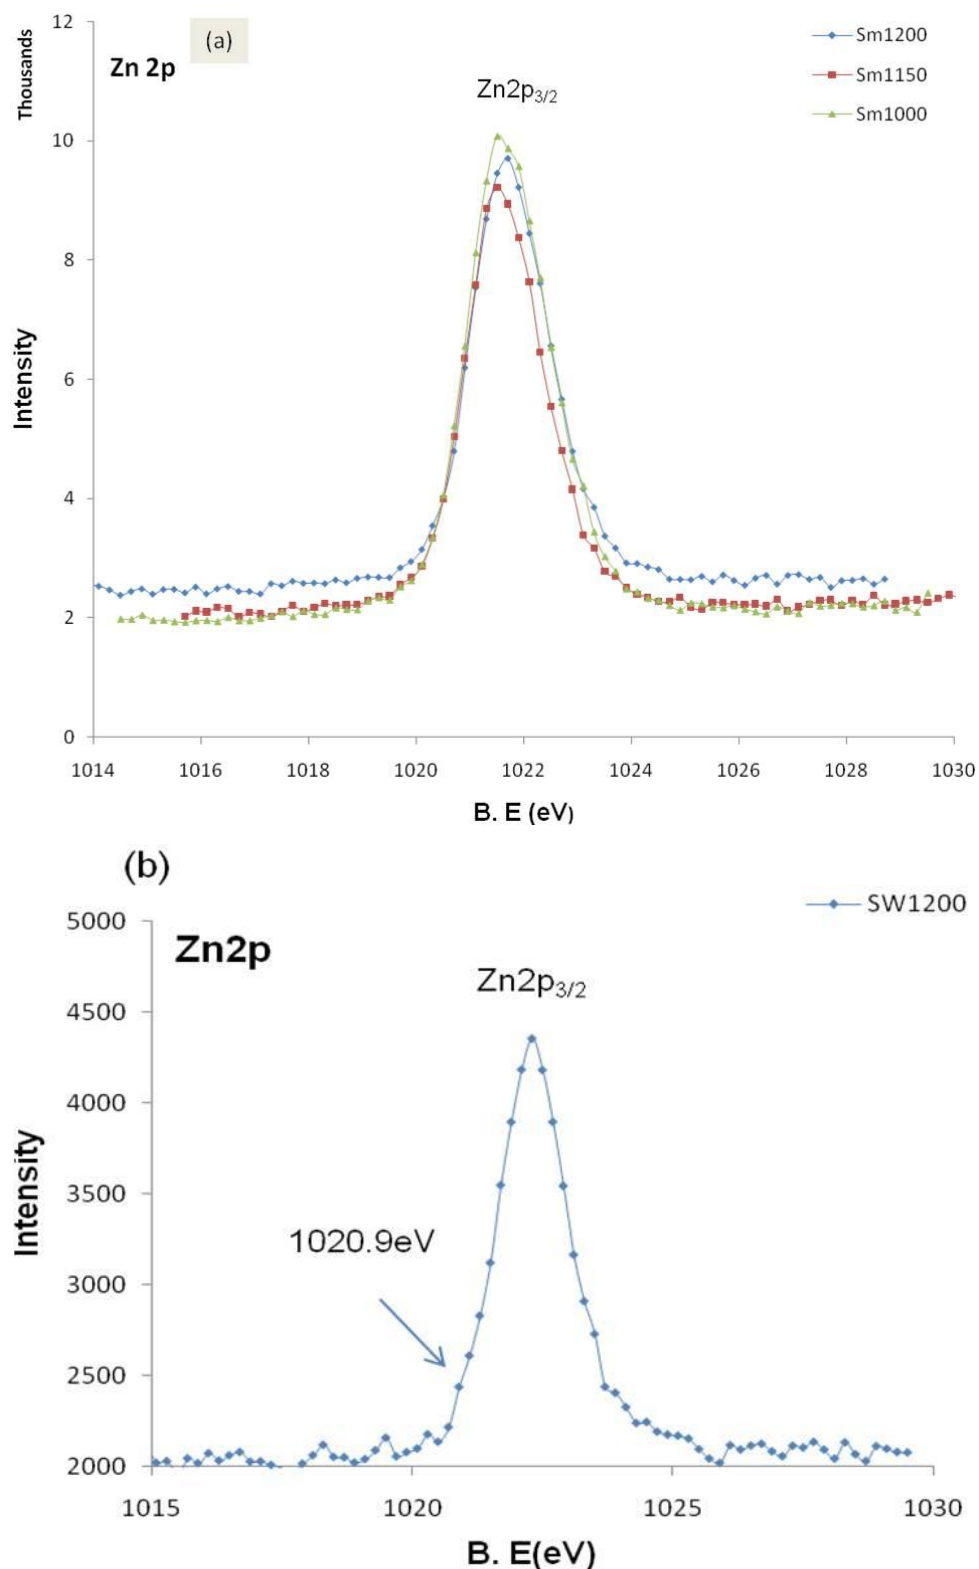 12
Thousands
(a)
Zn 2p
Zn2p3/2
Sm1200
Sm1150
Sm1000
10
8
Intensity
6
4
2
0
1014 1016 1018 1020 1022 1024 1026 1028 1030
B. E (eV)
(b)
SW1200
5000
Zn2p
Zn2p3/2
4500
4000
Intensity
3500
1020.9eV
3000
2500
2000
1015 1020 1025 1030
B. E(eV)